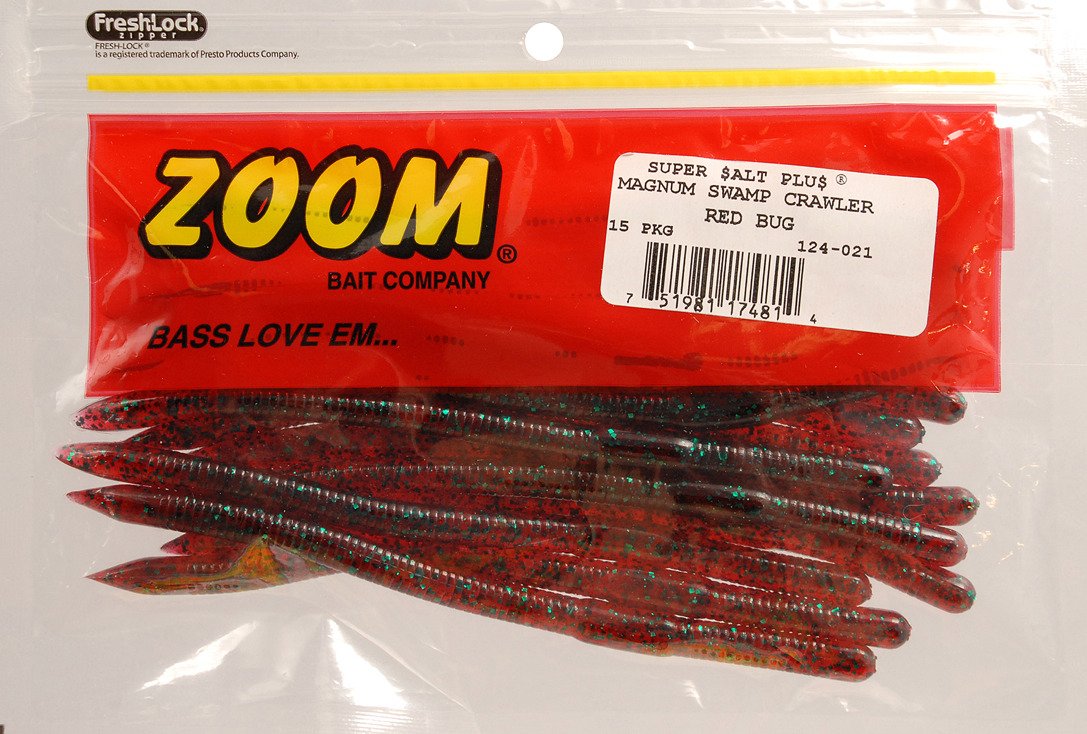 FreshLock®
zipper
FRESH-LOCK ®
is a registered trademark of Presto Products Company.
ZOOM®
BAIT COMPANY
BASS LOVE EM...
SUPER $ALT PLU$ ®
MAGNUM SWAMP CRAWLER
RED BUG
15 PKG
124-021
7 51981 17481 4